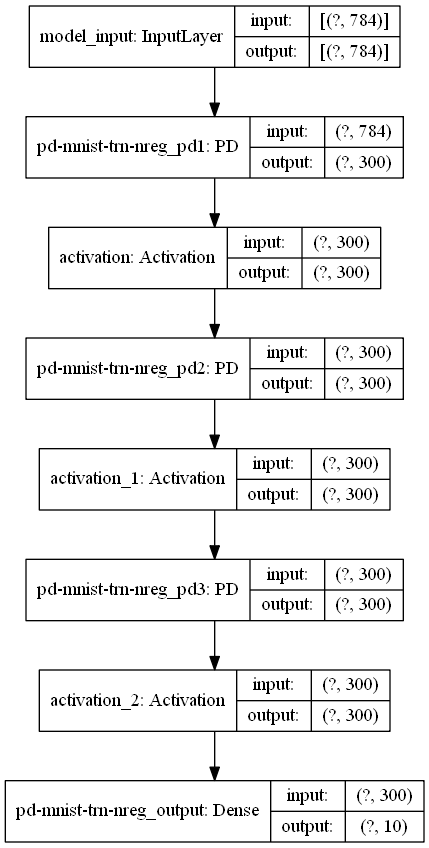 model_input: InputLayer input: [(?, 784)]
output: [(?, 784)]
pd-mnist-trn-nreg_pd1: PD input: (?, 784)
output: (?, 300)
activation: Activation input: (?, 300)
output: (?, 300)
pd-mnist-trn-nreg_pd2: PD input: (?, 300)
output: (?, 300)
activation_1: Activation input: (?, 300)
output: (?, 300)
pd-mnist-trn-nreg_pd3: PD input: (?, 300)
output: (?, 300)
activation_2: Activation input: (?, 300)
output: (?, 300)
pd-mnist-trn-nreg_output: Dense input: (?, 300)
output: (?, 10)